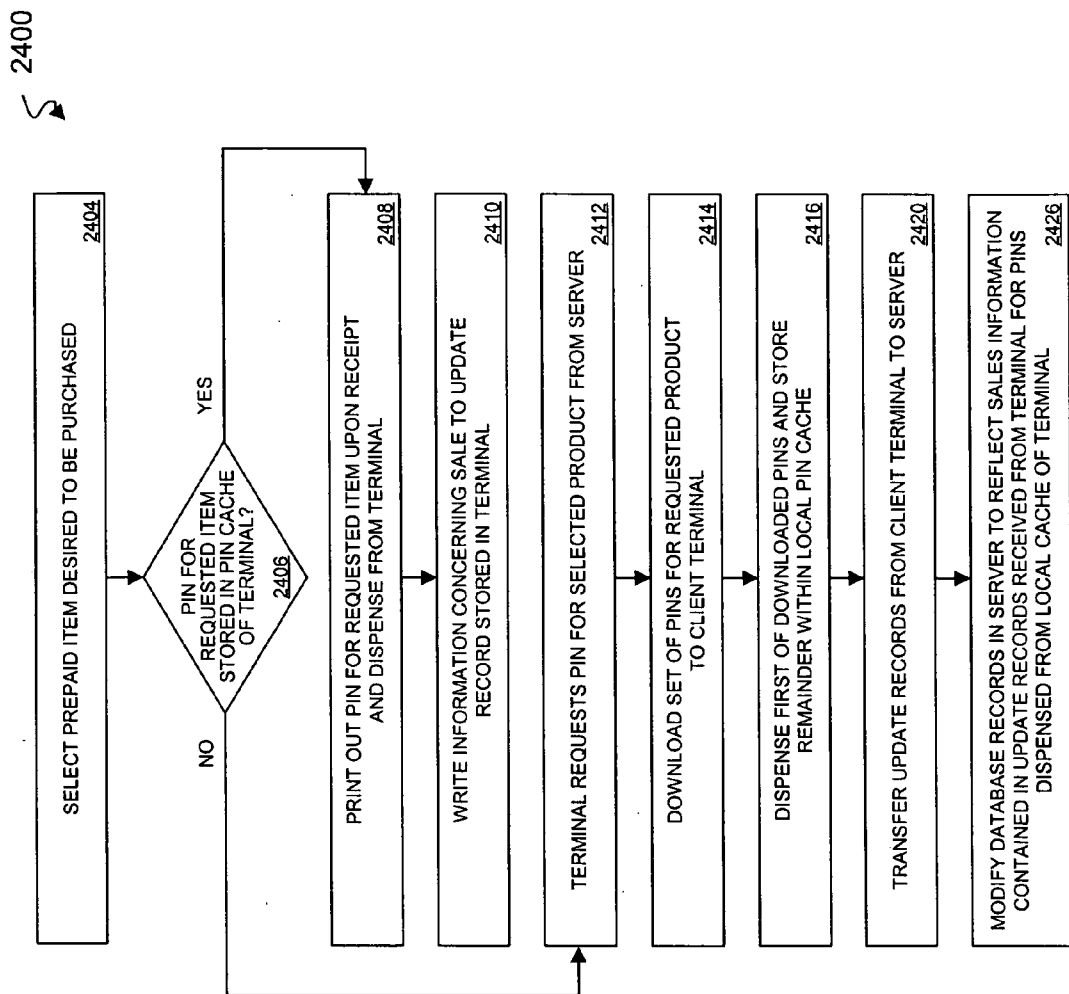 2400
SELECT PREPAID ITEM DESIRED TO BE PURCHASED
2404
PIN FOR
REQUESTED ITEM
STORED IN PIN CACHE
OF TERMINAL?
2406
YES
NO
PRINT OUT PIN FOR REQUESTED ITEM UPON RECEIPT
AND DISPENSE FROM TERMINAL
2408
WRITE INFORMATION CONCERNING SALE TO UPDATE
RECORD STORED IN TERMINAL
2410
TERMINAL REQUESTS PIN FOR SELECTED PRODUCT FROM SERVER
2412
DOWNLOAD SET OF PINS FOR REQUESTED PRODUCT
TO CLIENT TERMINAL
2414
DISPENSE FIRST OF DOWNLOADED PINS AND STORE
REMAINDER WITHIN LOCAL PIN CACHE
2416
TRANSFER UPDATE RECORDS FROM CLIENT TERMINAL TO SERVER
2420
MODIFY DATABASE RECORDS IN SERVER TO REFLECT SALES INFORMATION
CONTAINED IN UPDATE RECORDS RECEIVED FROM TERMINAL FOR PINS
DISPENSED FROM LOCAL CACHE OF TERMINAL
2426